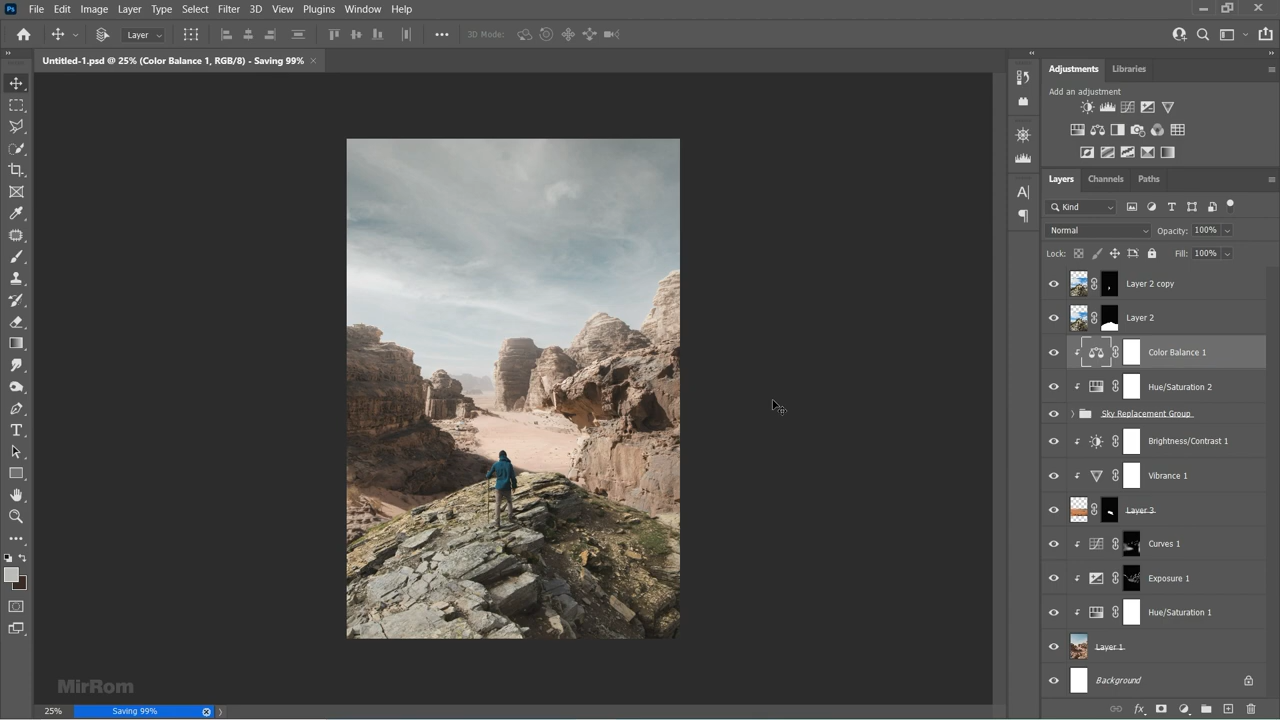 Ps File Edit Image Layer Type Select Filter 3D View Plugins Window Help
Layer 3D Mode:
Untitled-1.psd @ 25% (Color Balance 1, RGB/8) - Saving 99%
Adjustments Libraries
Add an adjustment
Layers Channels Paths
Kind
Normal Opacity: 100%
Lock: Fill: 100%
Layer 2 copy
Layer 2
Color Balance 1
Hue/Saturation 2
Sky Replacement Group
Brightness/Contrast 1
Vibrance 1
Layer 3
Curves 1
Exposure 1
Hue/Saturation 1
Layer 1
Background
MirRom
25% Saving 99%